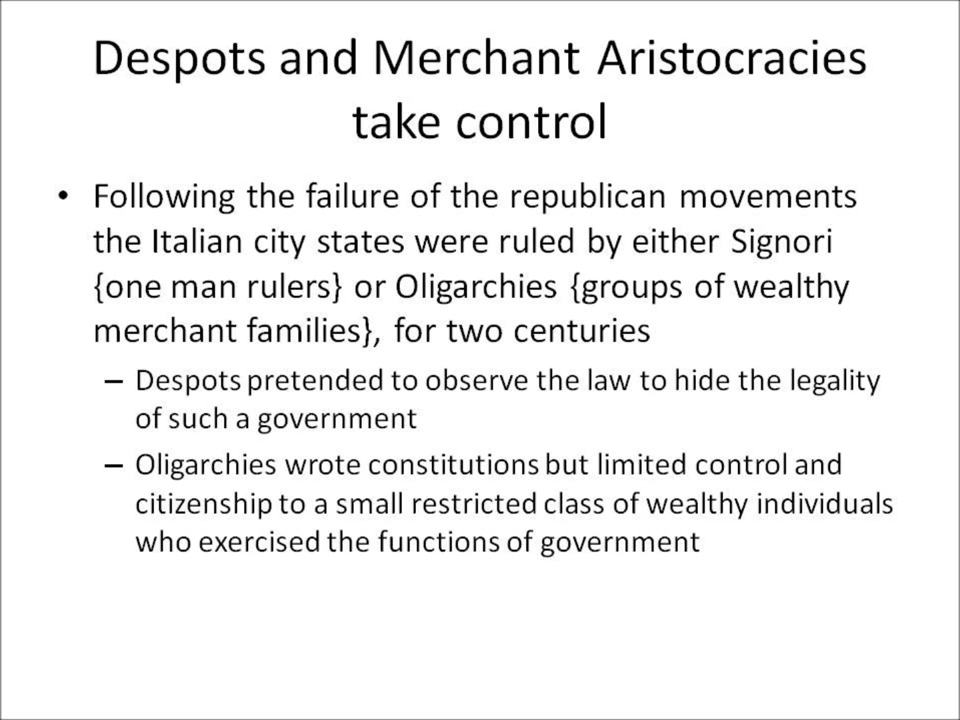 Despots and Merchant Aristocracies
take control
• Following the failure of the republican movements
the Italian city states were ruled by either Signori
{one man rulers} or Oligarchies {groups of wealthy
merchant families}, for two centuries
– Despots pretended to observe the law to hide the legality
of such a government
– Oligarchies wrote constitutions but limited control and
citizenship to a small restricted class of wealthy individuals
who exercised the functions of government